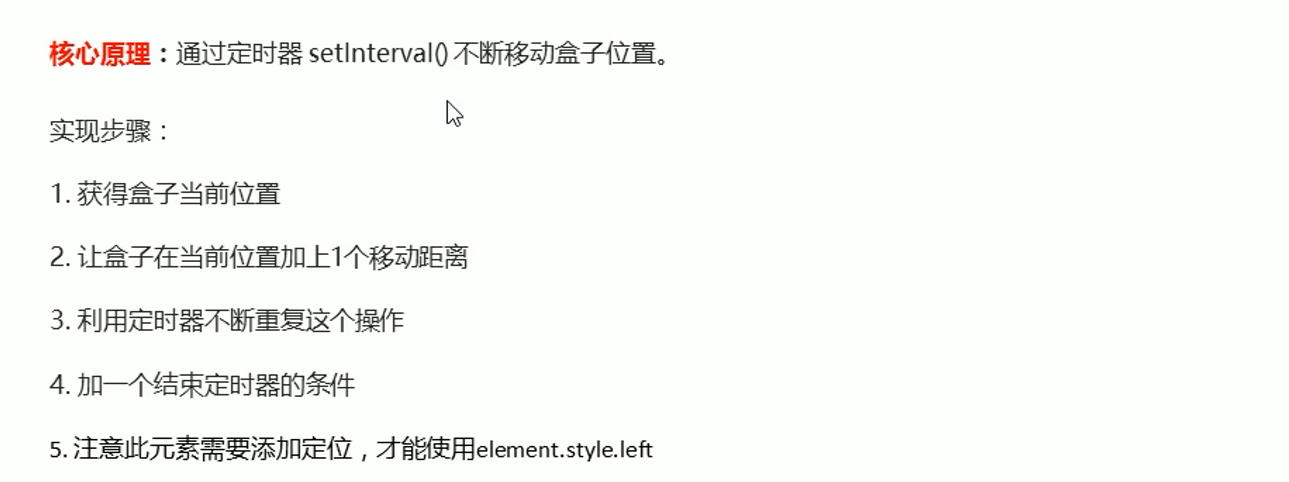 核心原理：通过定时器 setInterval() 不断移动盒子位置。
实现步骤：
1. 获得盒子当前位置
2. 让盒子在当前位置加上1个移动距离
3. 利用定时器不断重复这个操作
4. 加一个结束定时器的条件
5. 注意此元素需要添加定位，才能使用element.style.left